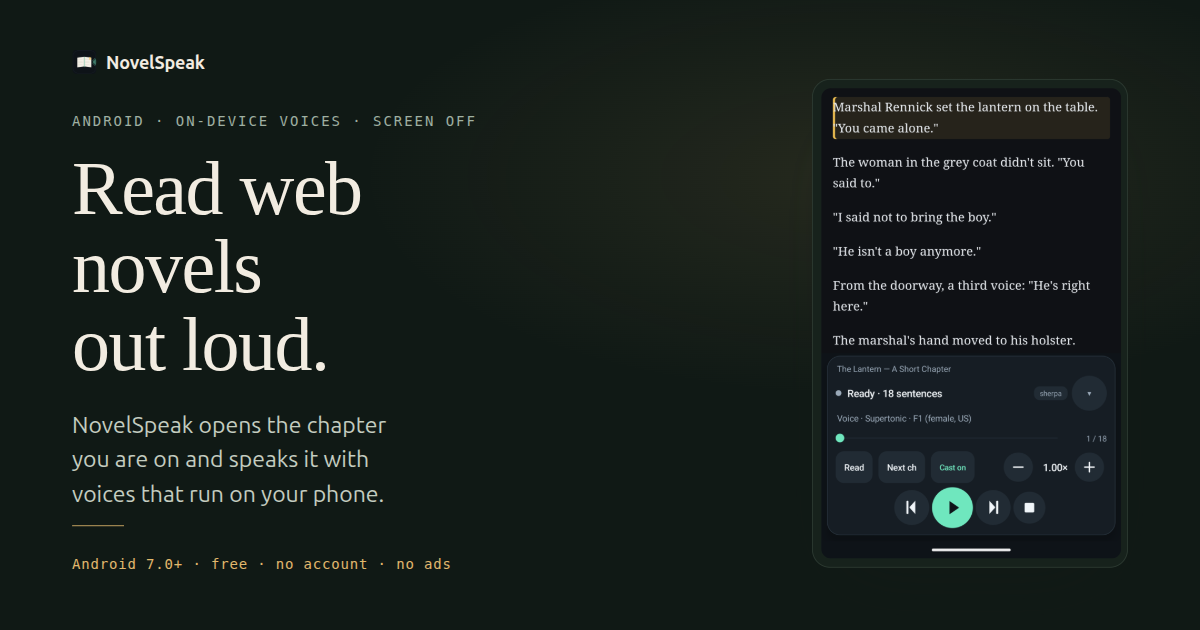 NovelSpeak
ANDROID · ON-DEVICE VOICES · SCREEN OFF
Read web
novels
out loud.
NovelSpeak opens the chapter
you are on and speaks it with
voices that run on your phone.
Android 7.0+ · free · no account · no ads
Marshal Rennick set the lantern on the table.
"You came alone."
The woman in the grey coat didn't sit. "You
said to."
"I said not to bring the boy."
"He isn't a boy anymore."
From the doorway, a third voice: "He's right
here."
The marshal's hand moved to his holster.
The Lantern — A Short Chapter
Ready · 18 sentences
sherpa
Voice · Supertonic · F1 (female, US)
1 / 18
Read
Next ch
Cast on
1.00×